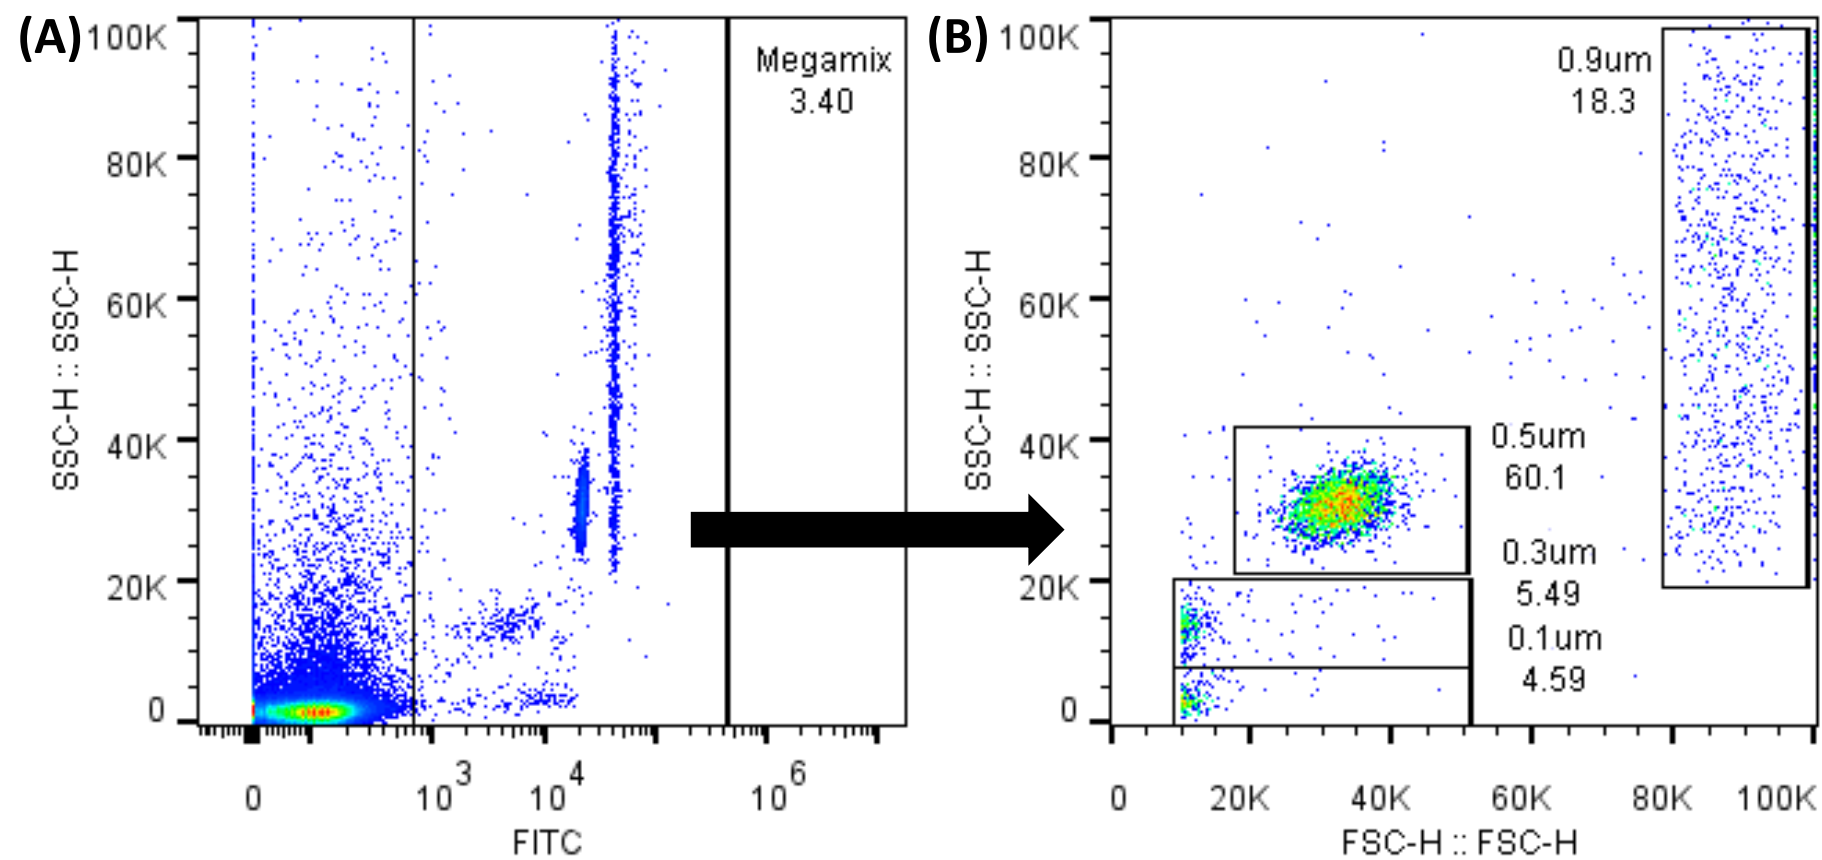 (A)
100K
80K
60K
40K
20K
0
SSC-H :: SSC-H
Megamix
3.40
0
10^3
10^4
10^6
FITC
(B)
100K
80K
60K
40K
20K
0
SSC-H :: SSC-H
0.9um
18.3
0.5um
60.1
0.3um
5.49
0.1um
4.59
0
20K
40K
60K
80K
100K
FSC-H :: FSC-H